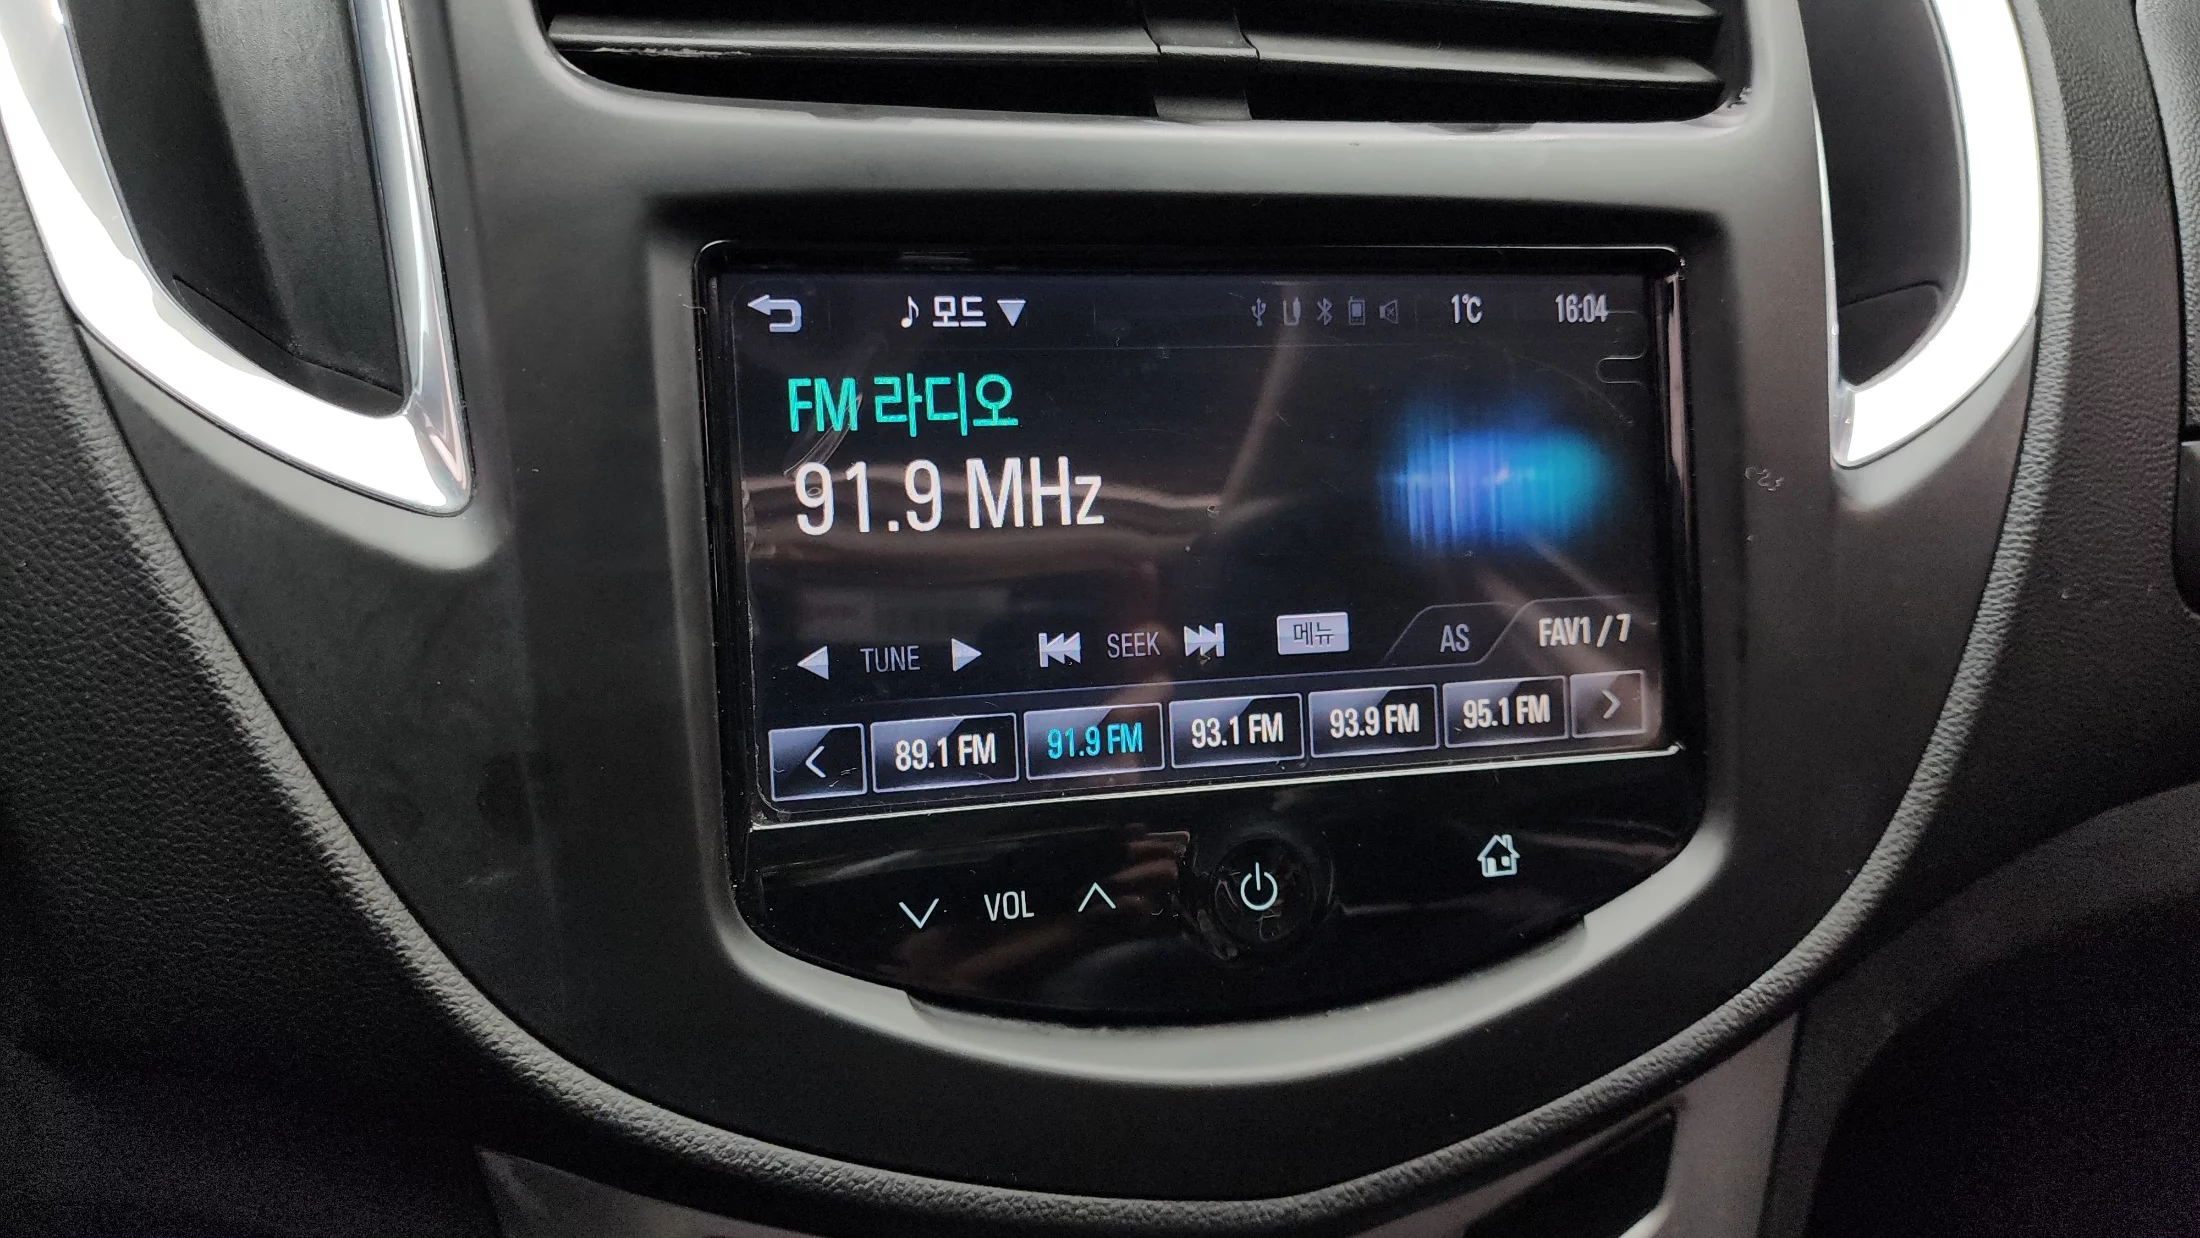 모드 1℃ 16:04
FM 라디오
91.9 MHz
TUNE SEEK 메뉴 AS FAV1 / 7
89.1 FM 91.9 FM 93.1 FM 93.9 FM 95.1 FM
VOL